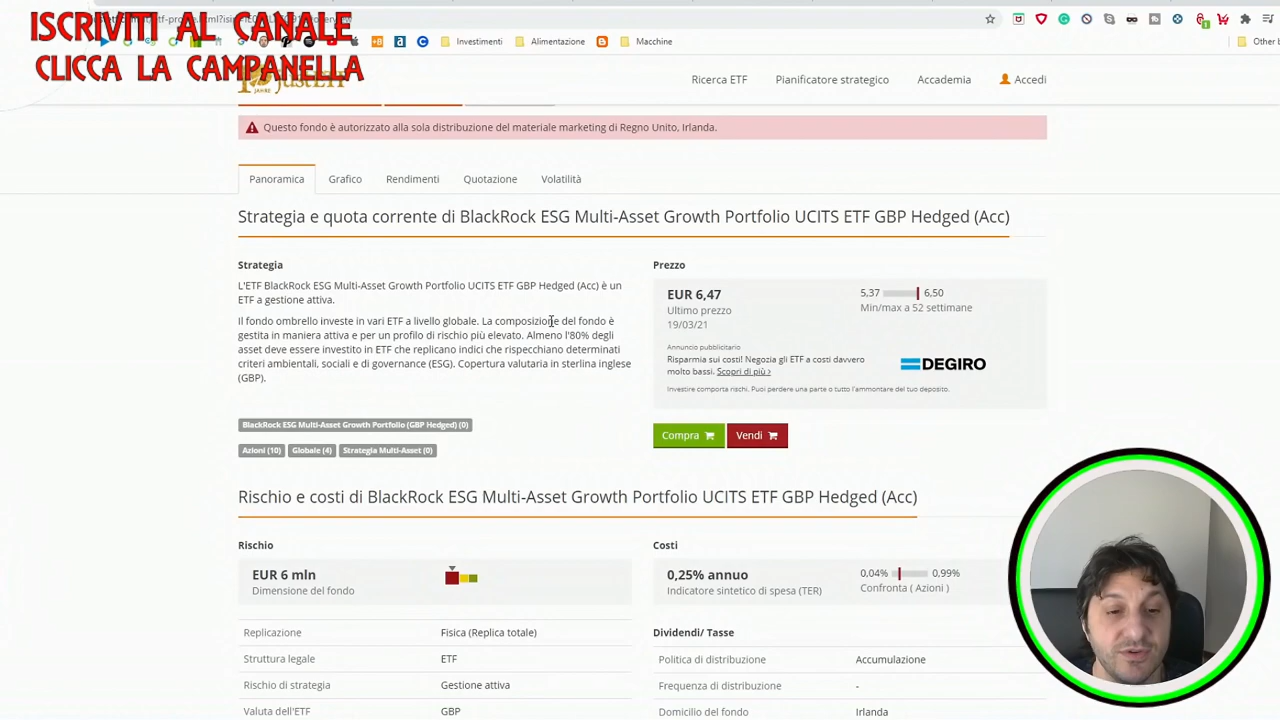 ISCRIVITI AL CANALE
CLICCA LA CAMPANELLA
Investimenti
Alimentazione
Macchine
Other b
justETF
Ricerca ETF
Pianificatore strategico
Accademia
Accedi
Questo fondo è autorizzato alla sola distribuzione del materiale marketing di Regno Unito, Irlanda.
Panoramica
Grafico
Rendimenti
Quotazione
Volatilità
Strategia e quota corrente di BlackRock ESG Multi-Asset Growth Portfolio UCITS ETF GBP Hedged (Acc)
Strategia
L'ETF BlackRock ESG Multi-Asset Growth Portfolio UCITS ETF GBP Hedged (Acc) è un
ETF a gestione attiva.
Il fondo ombrello investe in vari ETF a livello globale. La composizione del fondo è
gestita in maniera attiva e per un profilo di rischio più elevato. Almeno l'80% degli
asset deve essere investito in ETF che replicano indici che rispecchiano determinati
criteri ambientali, sociali e di governance (ESG). Copertura valutaria in sterlina inglese
(GBP).
BlackRock ESG Multi-Asset Growth Portfolio (GBP Hedged) (0)
Azioni (10)
Globale (4)
Strategia Multi-Asset (0)
Prezzo
EUR 6,47
Ultimo prezzo
19/03/21
5,37
6,50
Min/max a 52 settimane
Annuncio pubblicitario
Risparmia sui costi! Negozia gli ETF a costi davvero
molto bassi. Scopri di più >
DEGIRO
Investire comporta rischi. Puoi perdere una parte o tutto l'ammontare del tuo deposito.
Compra
Vendi
Rischio e costi di BlackRock ESG Multi-Asset Growth Portfolio UCITS ETF GBP Hedged (Acc)
Rischio
EUR 6 mln
Dimensione del fondo
Replicazione
Fisica (Replica totale)
Struttura legale
ETF
Rischio di strategia
Gestione attiva
Valuta dell'ETF
GBP
Costi
0,25% annuo
Indicatore sintetico di spesa (TER)
0,04%
0,99%
Confronta ( Azioni )
Dividendi/ Tasse
Politica di distribuzione
Accumulazione
Frequenza di distribuzione
-
Domicilio del fondo
Irlanda